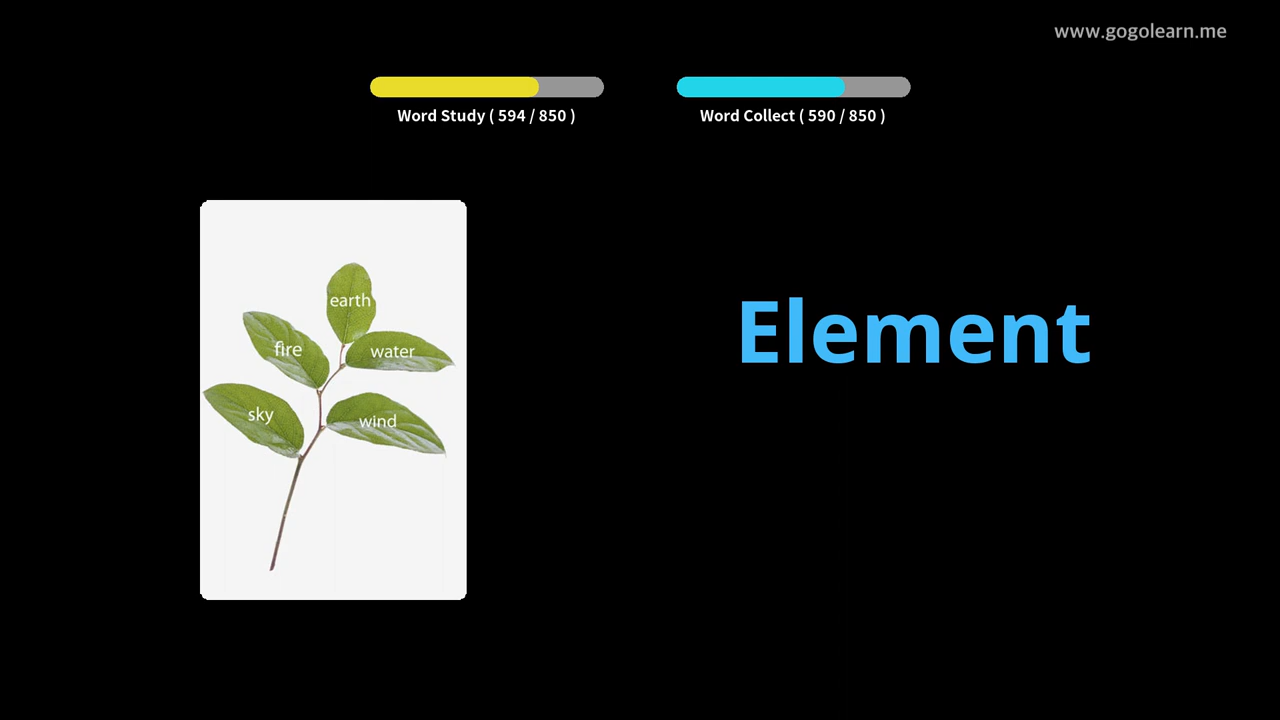 www.gogolearn.me
Word Study ( 594 / 850 )
Word Collect ( 590 / 850 )
earth
fire
water
sky
wind
Element